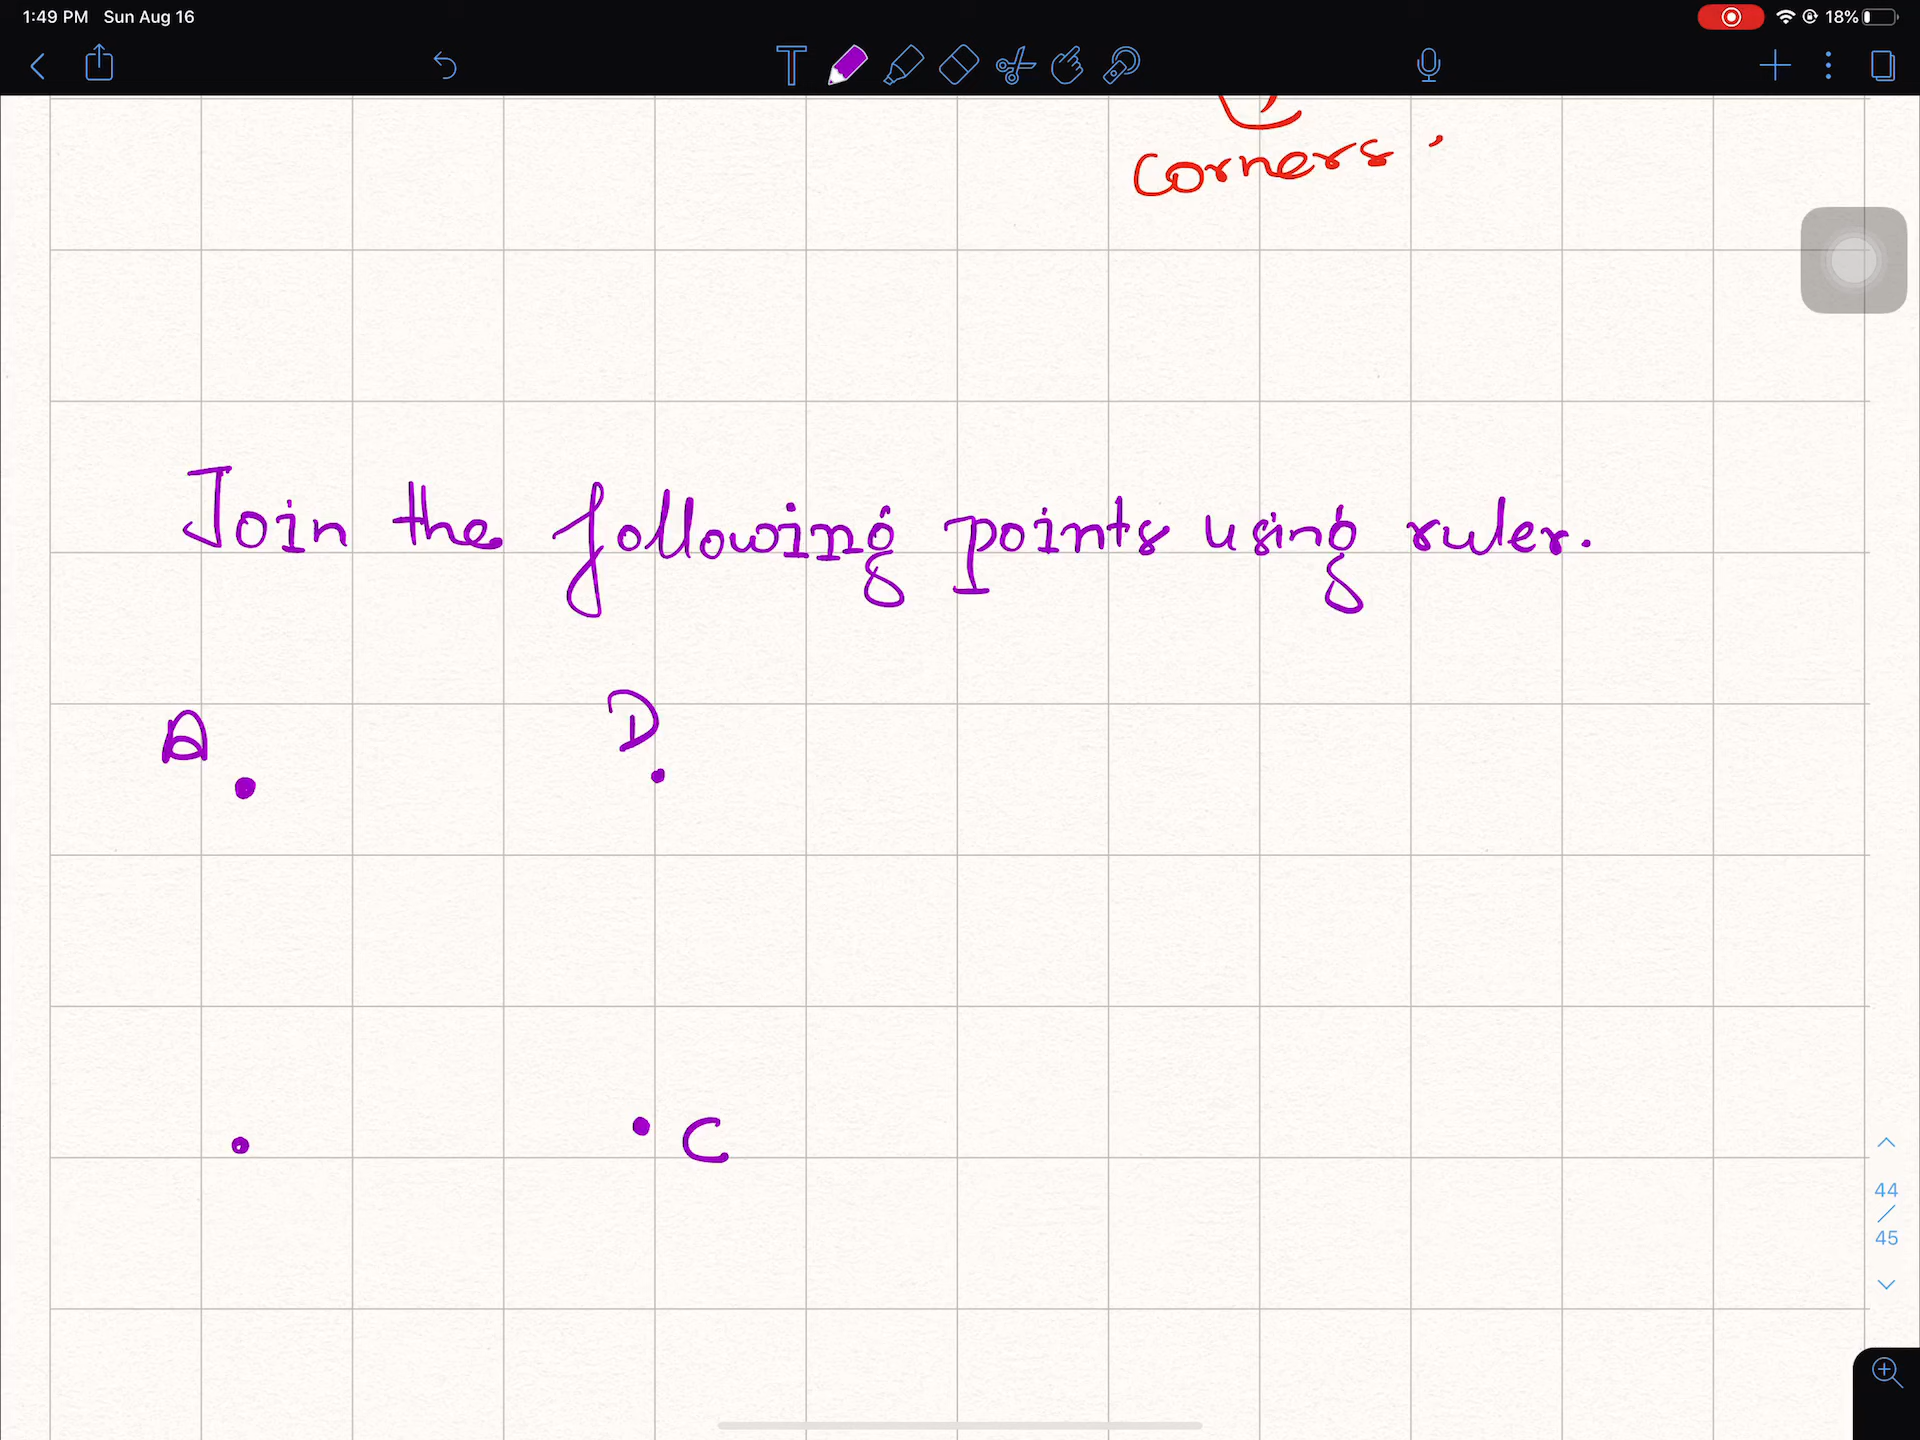 1:49 PM Sun Aug 16
18%
T
corners.
Join the following points using ruler.
A
D
C
44
/
45